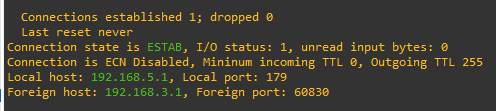 Connections established 1; dropped 0
Last reset never
Connection state is ESTAB, I/O status: 1, unread input bytes: 0
Connection is ECN Disabled, Mininum incoming TTL 0, Outgoing TTL 255
Local host: 192.168.5.1, Local port: 179
Foreign host: 192.168.3.1, Foreign port: 60830